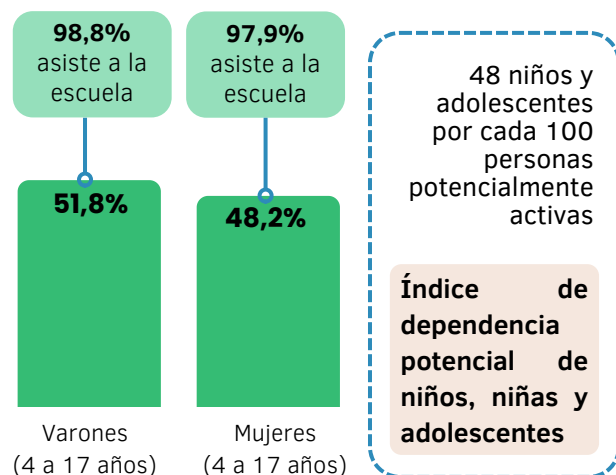 98,8%
asiste a la
escuela
97,9%
asiste a la
escuela
51,8%
48,2%
Varones
(4 a 17 años)
Mujeres
(4 a 17 años)
48 niños y
adolescentes
por cada 100
personas
potencialmente
activas
Índice de
dependencia
potencial de
niños, niñas y
adolescentes